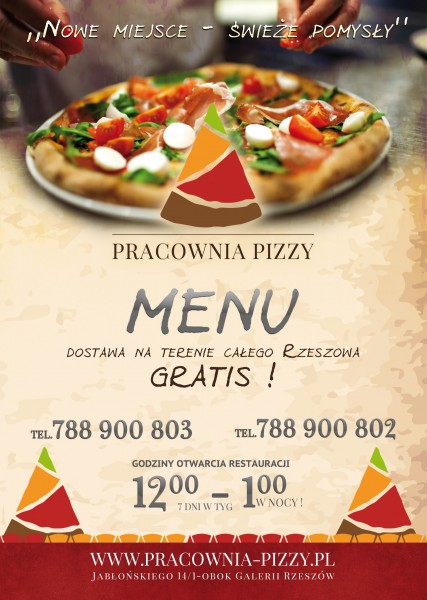 ,,Nowe miejsce - świeże pomysły''
PRACOWNIA PIZZY
MENU
dostawa na terenie całego Rzeszowa
GRATIS !
TEL.788 900 803
TEL.788 900 802
GODZINY OTWARCIA RESTAURACJI
12⁰⁰ - 1⁰⁰
7 DNI W TYG W NOCY !
WWW.PRACOWNIA-PIZZY.PL
Jabłońskiego 14/1-obok Galerii Rzeszów